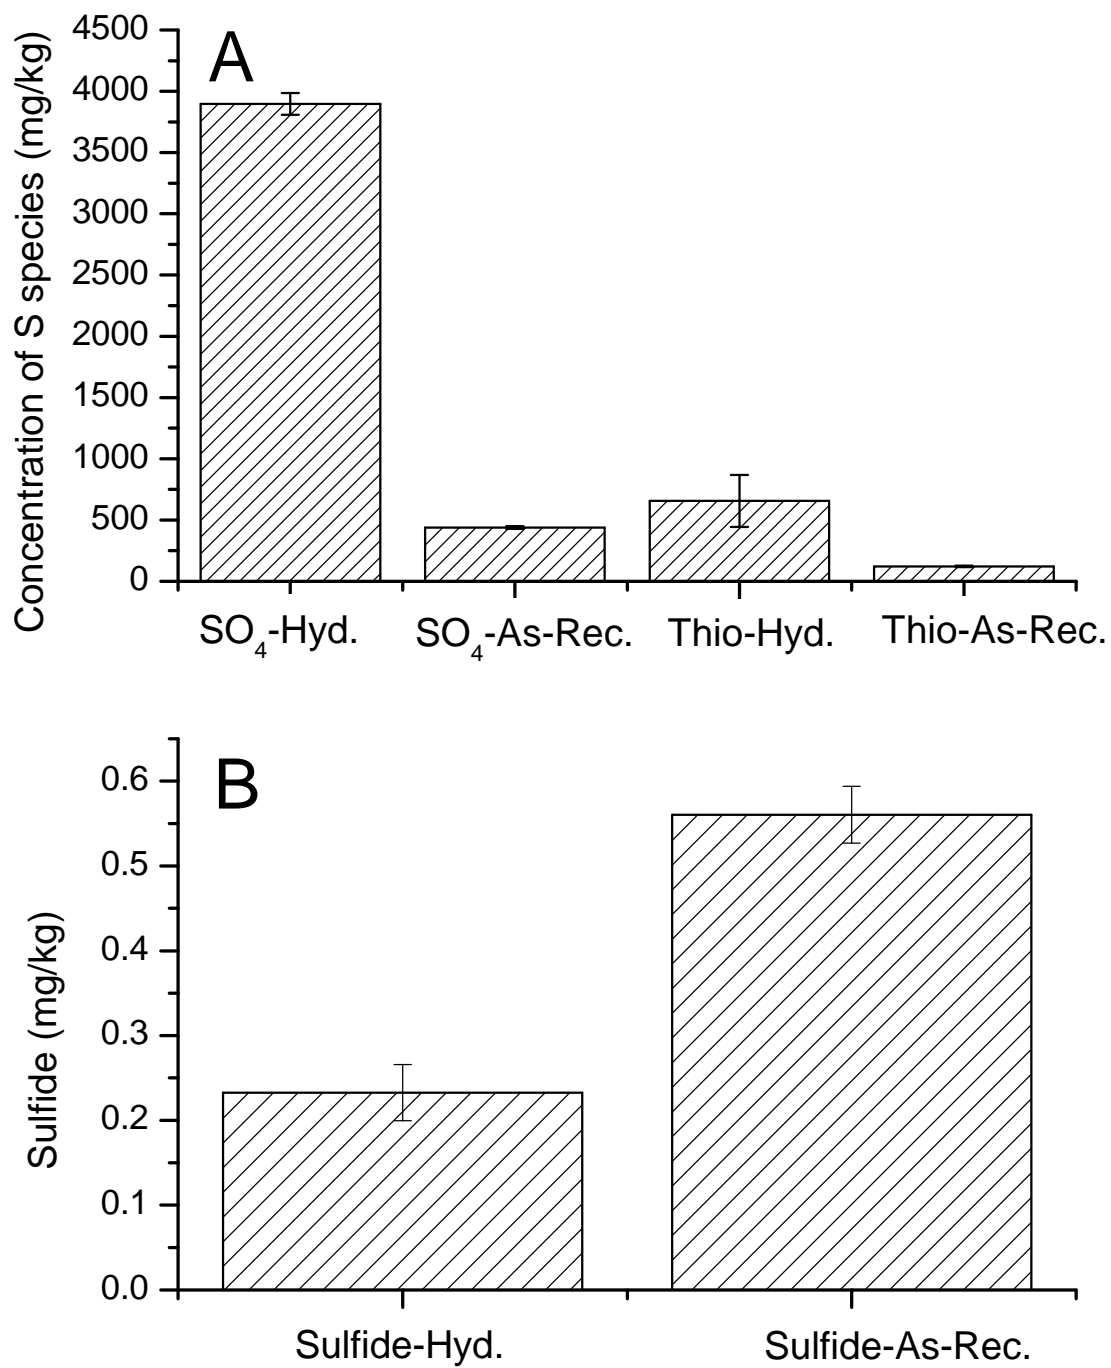 A
Concentration of S species (mg/kg)
4500
4000
3500
3000
2500
2000
1500
1000
500
0
SO4-Hyd.
SO4-As-Rec.
Thio-Hyd.
Thio-As-Rec.
B
Sulfide (mg/kg)
0.6
0.5
0.4
0.3
0.2
0.1
0.0
Sulfide-Hyd.
Sulfide-As-Rec.